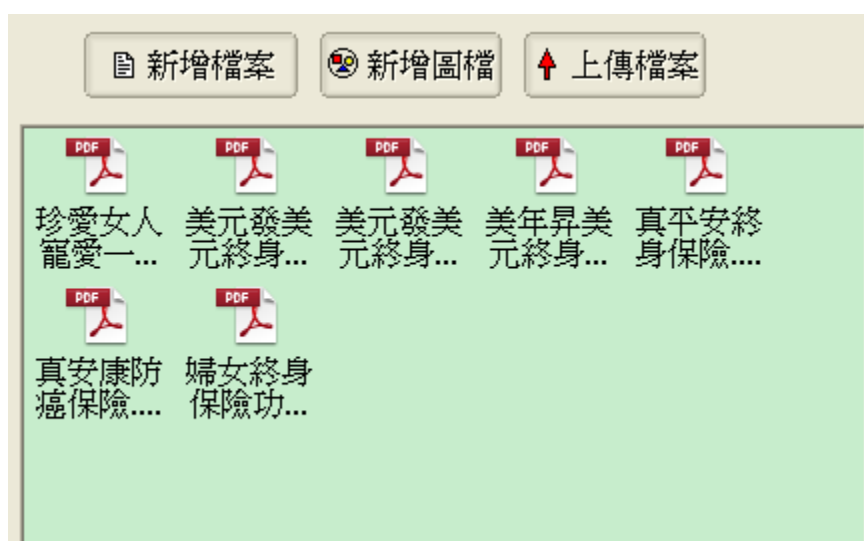 新增檔案 新增圖檔 上傳檔案
PDF PDF PDF PDF PDF
珍愛女人 美元發美 美元發美 美年昇美 真平安終
寵愛一... 元終身... 元終身... 元終身... 身保險....
PDF PDF
真安康防 婦女終身
癌保險.... 保險功...